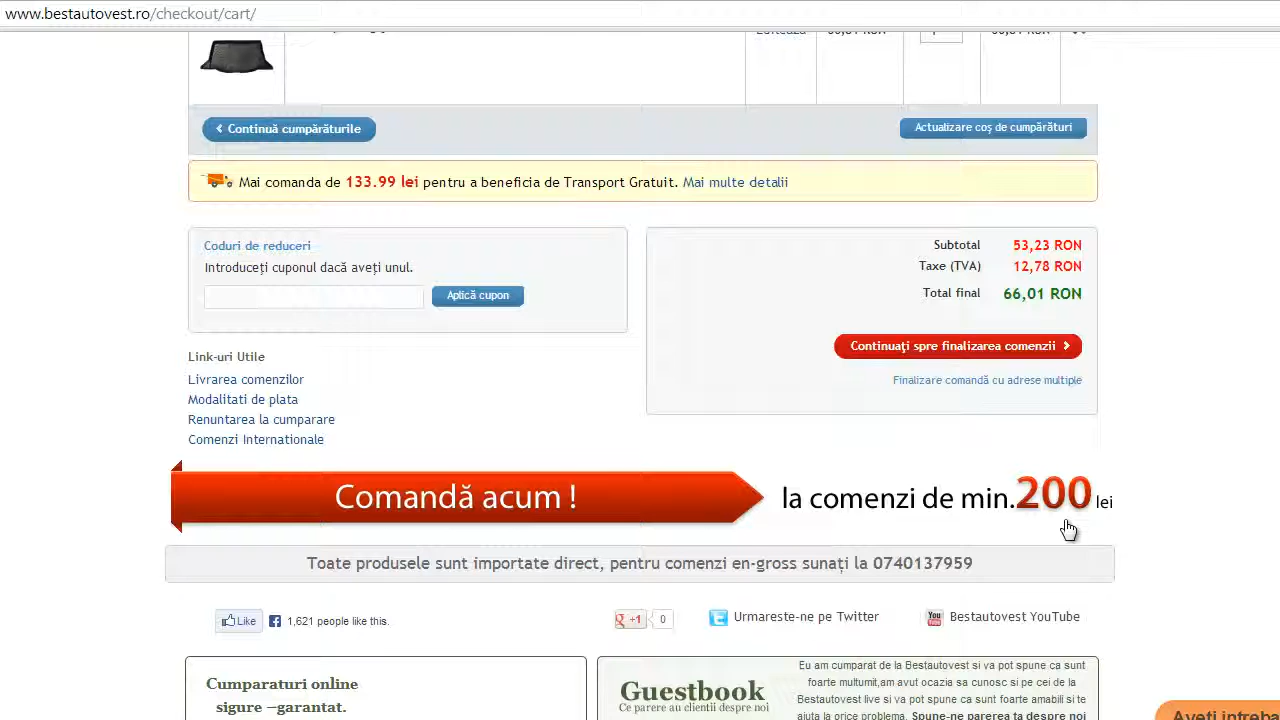 www.bestautovest.ro/checkout/cart/
Continuă cumpărăturile
Actualizare coş de cumpărături
Mai comanda de 133.99 lei pentru a beneficia de Transport Gratuit. Mai multe detalii
Coduri de reduceri
Introduceţi cuponul dacă aveţi unul.
Aplică cupon
Subtotal 53,23 RON
Taxe (TVA) 12,78 RON
Total final 66,01 RON
Continuaţi spre finalizarea comenzii
Finalizare comandă cu adrese multiple
Link-uri Utile
Livrarea comenzilor
Modalitati de plata
Renuntarea la cumparare
Comenzi Internationale
Comandă acum !
la comenzi de min.200 lei
Toate produsele sunt importate direct, pentru comenzi en-gross sunaţi la 0740137959
Like
1,621 people like this.
+1
0
Urmareste-ne pe Twitter
You Tube
Bestautovest YouTube
Cumparaturi online
sigure –garantat.
Guestbook
Ce parere au clientii despre noi
Eu am cumparat de la Bestautovest si va pot spune ca sunt
foarte multumit,am avut ocazia sa cunosc si pe cei de la
Bestautovest live si va pot spune ca sunt foarte amabili si te
ajuta la orice problema. Spune-ne parerea ta despre noi
Aveti intreba